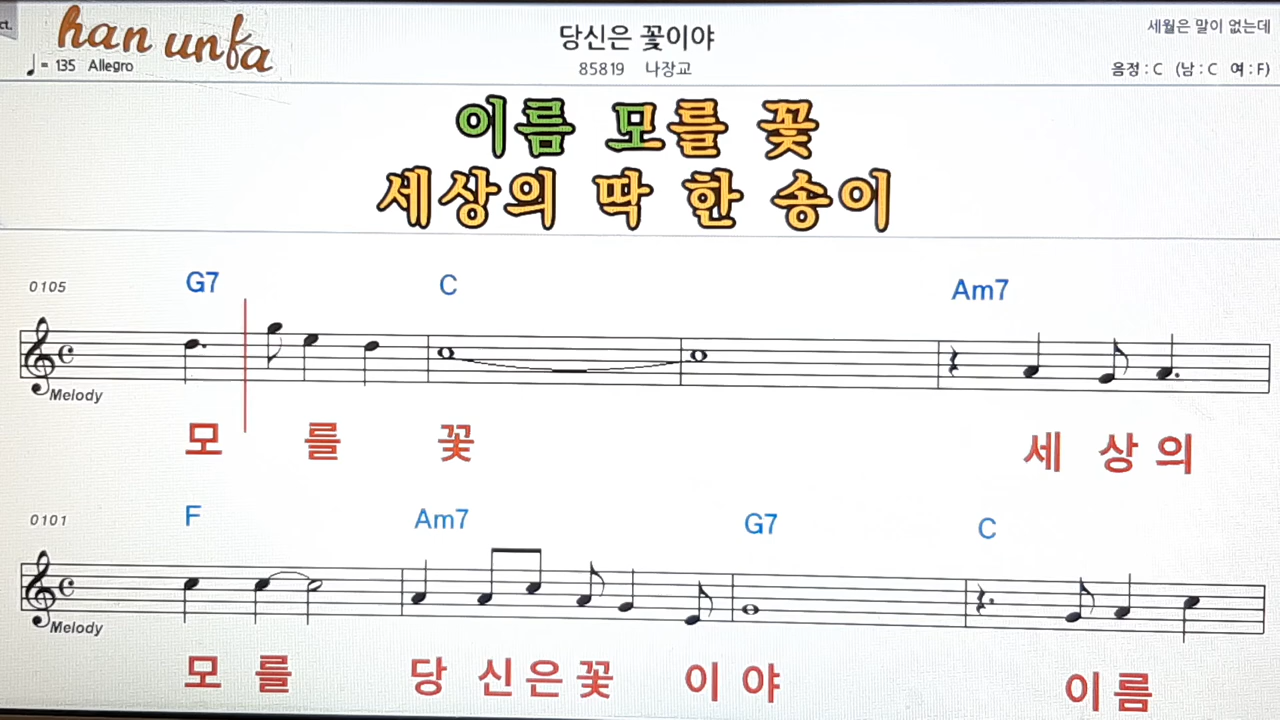 ct.
han unfa
당신은 꽃이야
세월은 말이 없는데
♩= 135 Allegro
85819 나장교
음정 : C (남 : C 여 : F)
이름 모를 꽃
세상의 딱 한 송이
0105 G7 C Am7
Melody
모 를 꽃 세 상 의
0101 F Am7 G7 C
Melody
모 를 당 신 은 꽃 이 야 이 름